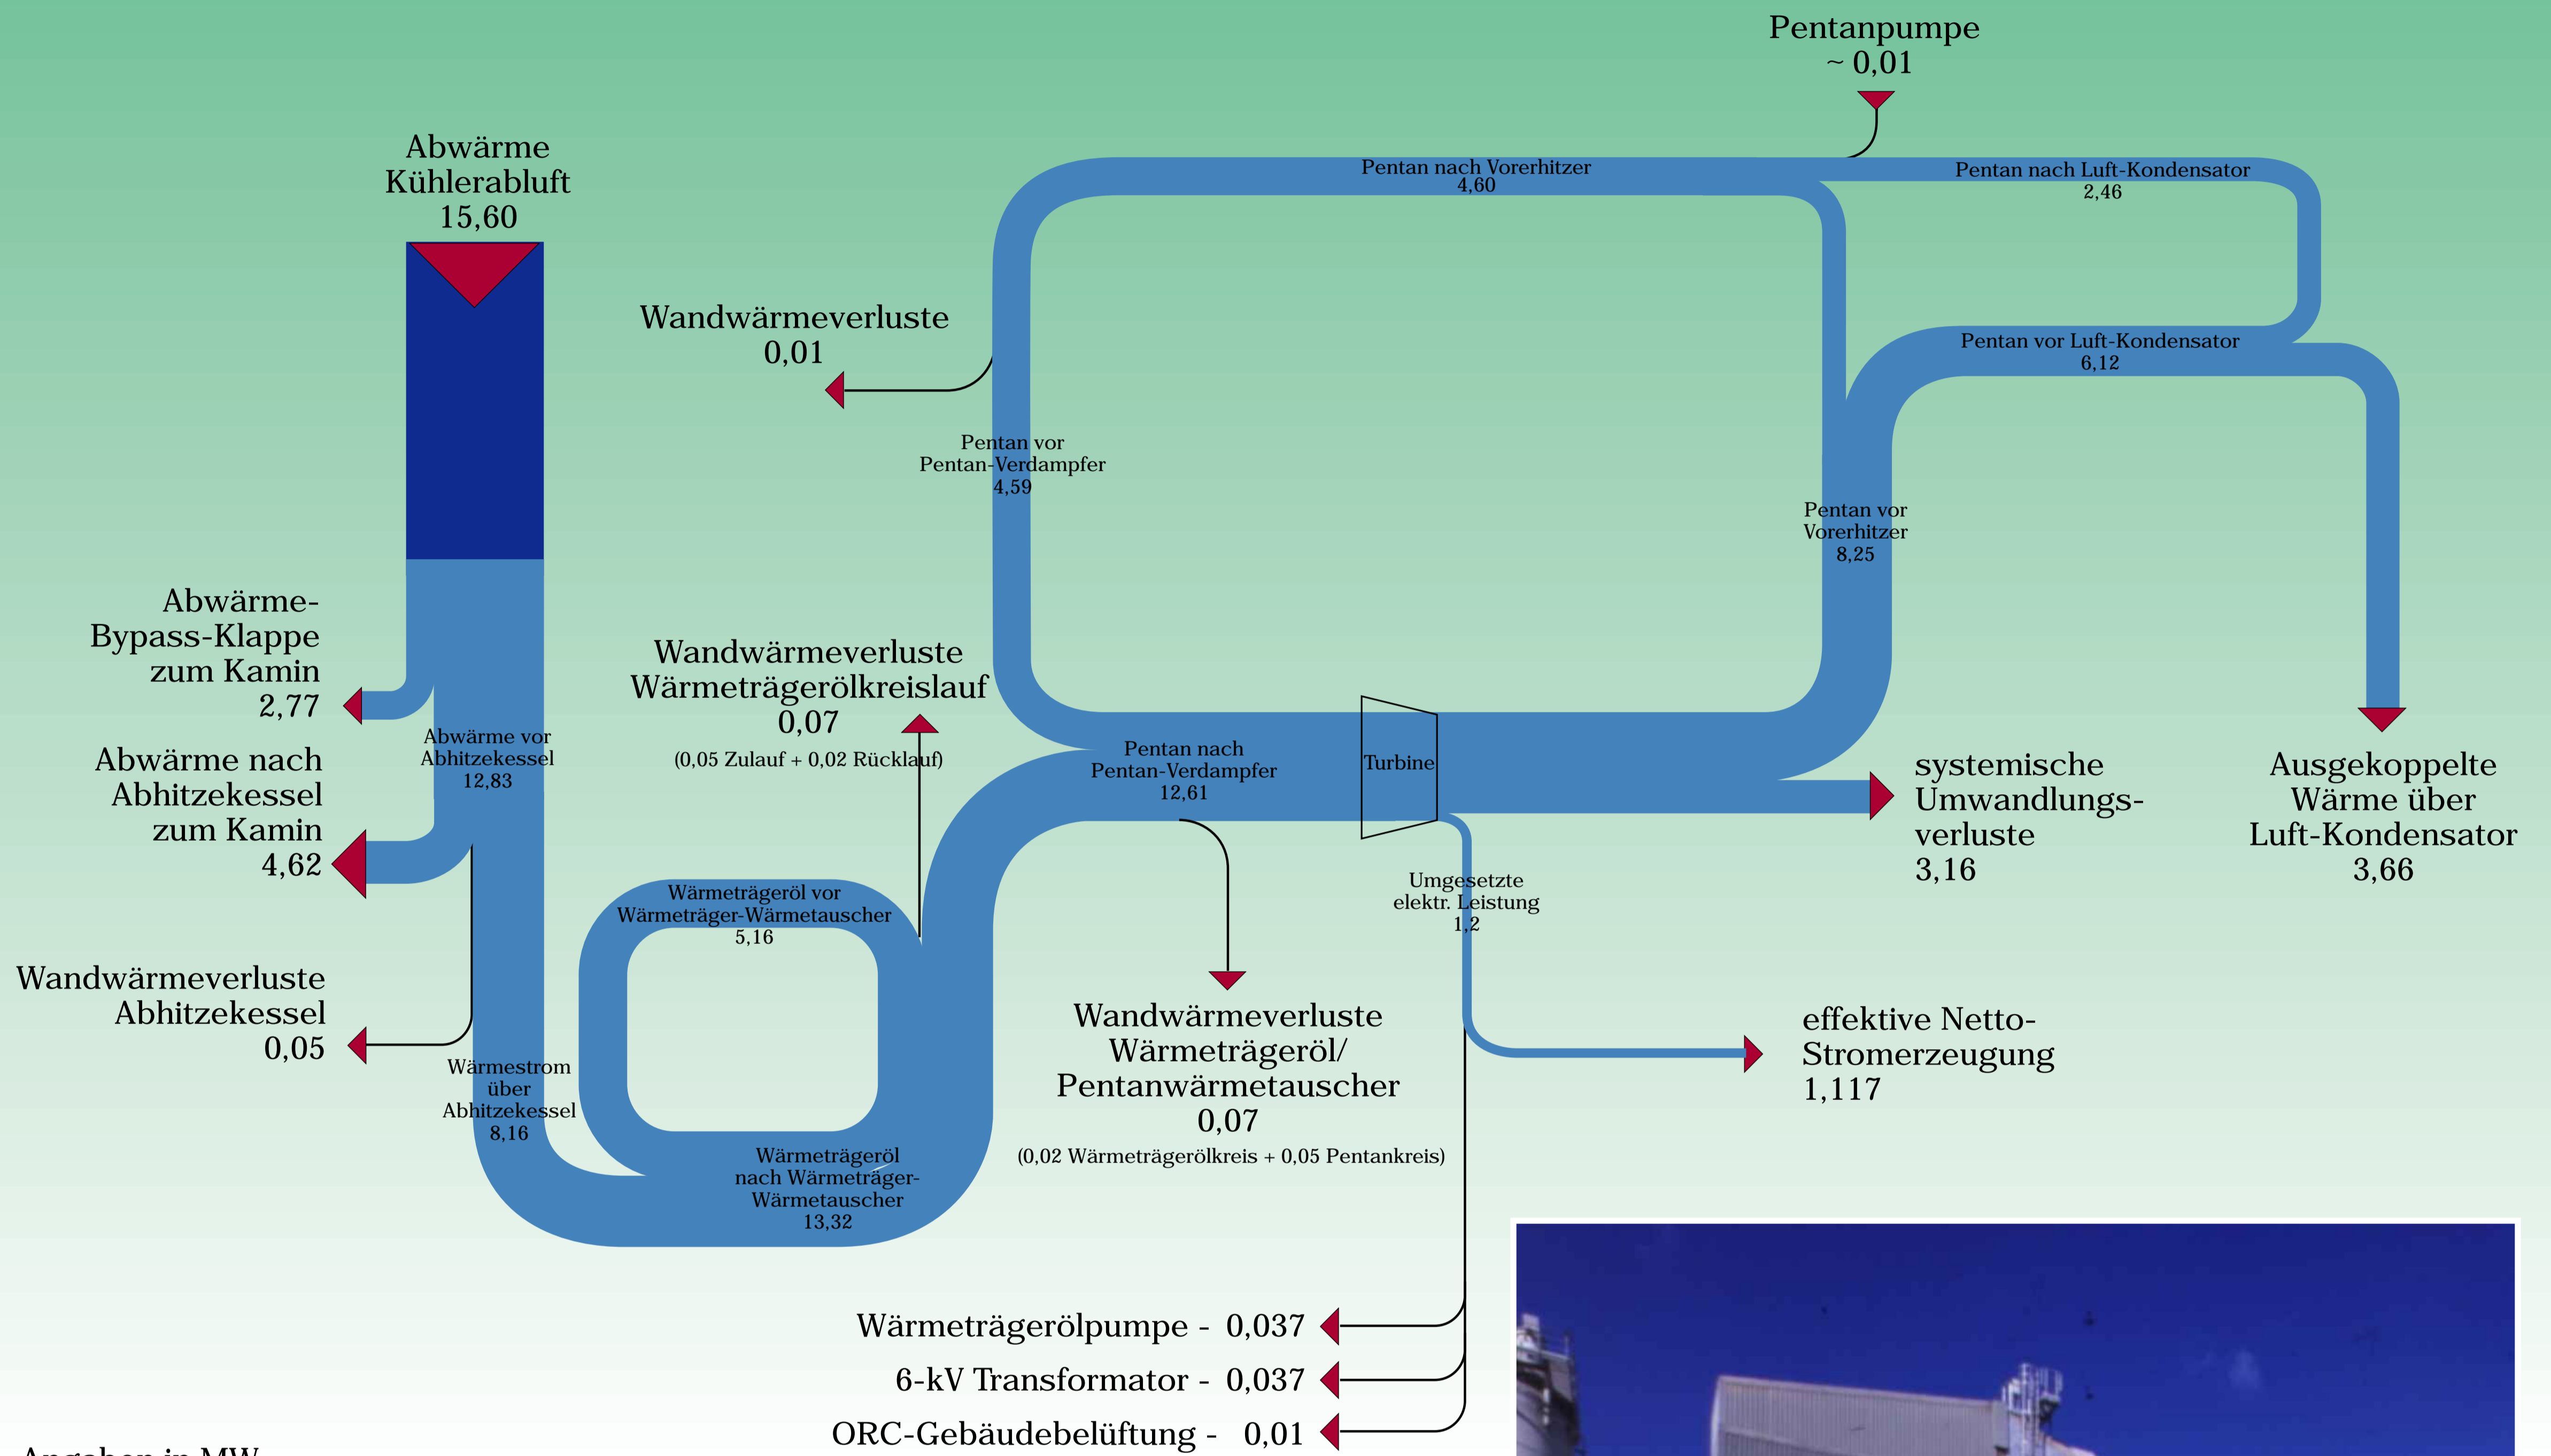 Pentanpumpe
~ 0,01
Abwärme
Kühlerabluft
15,60
Pentan nach Vorerhitzer
4,60
Pentan nach Luft-Kondensator
2,46
Wandwärmeverluste
0,01
Pentan vor Luft-Kondensator
6,12
Pentan vor
Pentan-Verdampfer
4,59
Pentan vor
Vorerhitzer
8,25
Abwärme-
Bypass-Klappe
zum Kamin
2,77
Wandwärmeverluste
Wärmeträgerölkreislauf
0,07
(0,05 Zulauf + 0,02 Rücklauf)
Abwärme vor
Abhitzekessel
12,83
Abwärme nach
Abhitzekessel
zum Kamin
4,62
Pentan nach
Pentan-Verdampfer
12,61
Turbine
systemische
Umwandlungs-
verluste
3,16
Ausgekoppelte
Wärme über
Luft-Kondensator
3,66
Wärmeträgeröl vor
Wärmeträger-Wärmetauscher
5,16
Umgesetzte
elektr. Leistung
1,2
Wandwärmeverluste
Abhitzekessel
0,05
Wandwärmeverluste
Wärmeträgeröl/
Pentanwärmetauscher
0,07
(0,02 Wärmeträgerölkreis + 0,05 Pentankreis)
effektive Netto-
Stromerzeugung
1,117
Wärmestrom
über
Abhitzekessel
8,16
Wärmeträgeröl
nach Wärmeträger-
Wärmetauscher
13,32
Wärmeträgerölpumpe - 0,037
6-kV Transformator - 0,037
ORC-Gebäudebelüftung - 0,01
Angaben in MW